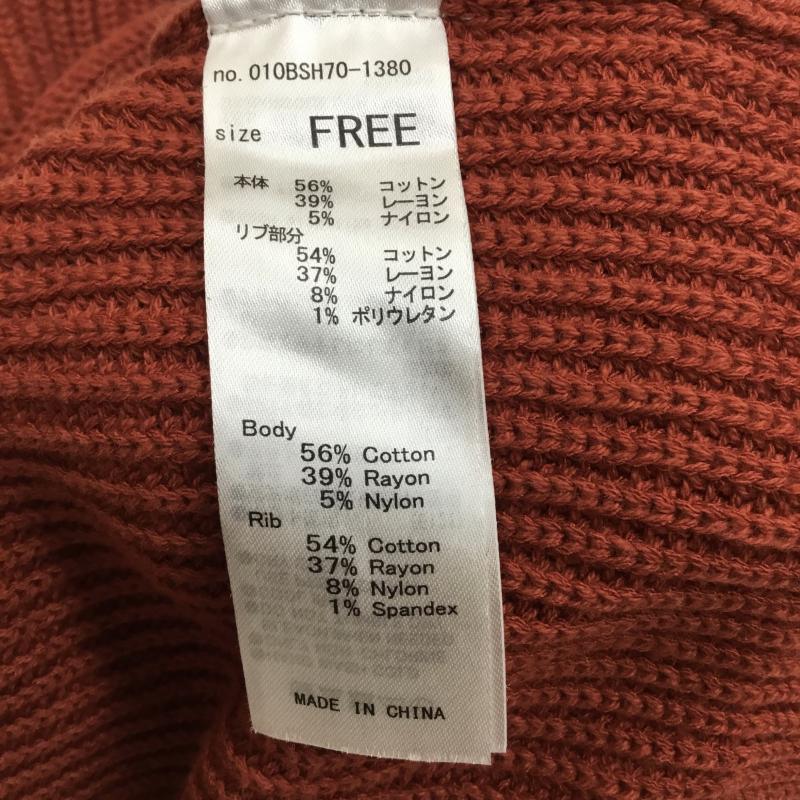 no. 010BSH70-1380
size FREE
本体 56% コットン
39% レーヨン
5% ナイロン
リブ部分
54% コットン
37% レーヨン
8% ナイロン
1% ポリウレタン
Body
56% Cotton
39% Rayon
5% Nylon
Rib
54% Cotton
37% Rayon
8% Nylon
1% Spandex
MADE IN CHINA